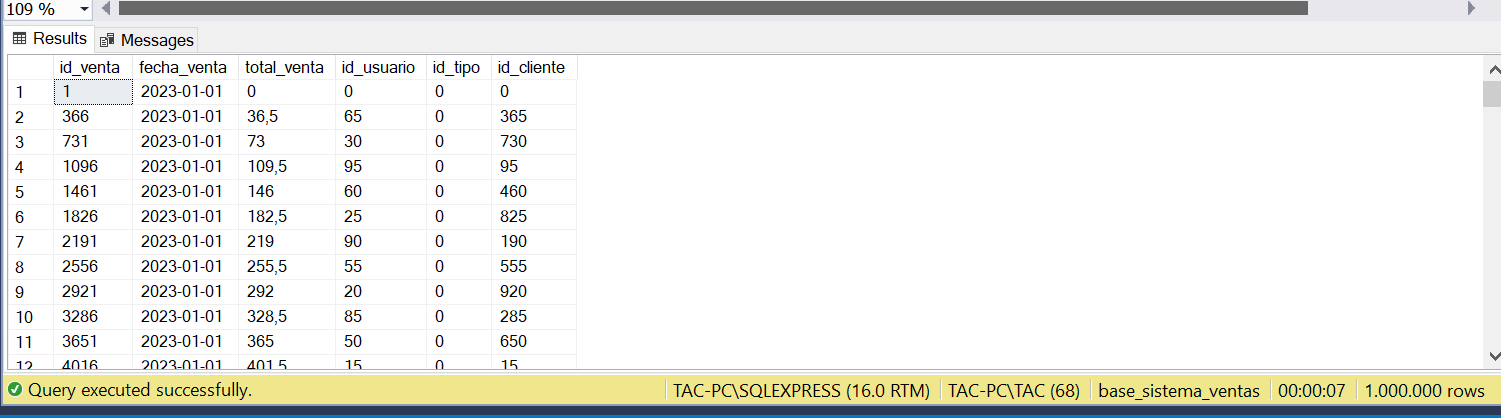 109 %
Results Messages
id_venta fecha_venta total_venta id_usuario id_tipo id_cliente
1 1 2023-01-01 0 0 0 0
2 366 2023-01-01 36,5 65 0 365
3 731 2023-01-01 73 30 0 730
4 1096 2023-01-01 109,5 95 0 95
5 1461 2023-01-01 146 60 0 460
6 1826 2023-01-01 182,5 25 0 825
7 2191 2023-01-01 219 90 0 190
8 2556 2023-01-01 255,5 55 0 555
9 2921 2023-01-01 292 20 0 920
10 3286 2023-01-01 328,5 85 0 285
11 3651 2023-01-01 365 50 0 650
12 4016 2023-01-01 401,5 15 0 15
Query executed successfully. TAC-PC\SQLEXPRESS (16.0 RTM) TAC-PC\TAC (68) base_sistema_ventas 00:00:07 1.000.000 rows